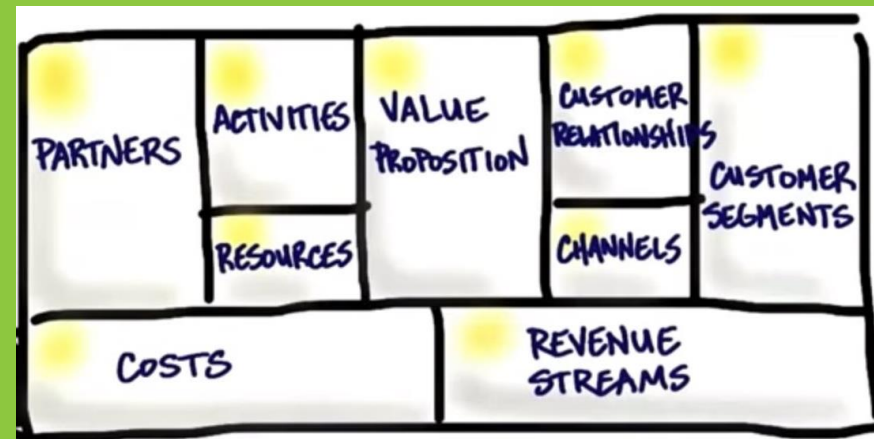 PARTNERS
ACTIVITIES
RESOURCES
VALUE
PROPOSITION
CUSTOMER
RELATIONSHIPS
CHANNELS
CUSTOMER
SEGMENTS
COSTS
REVENUE
STREAMS